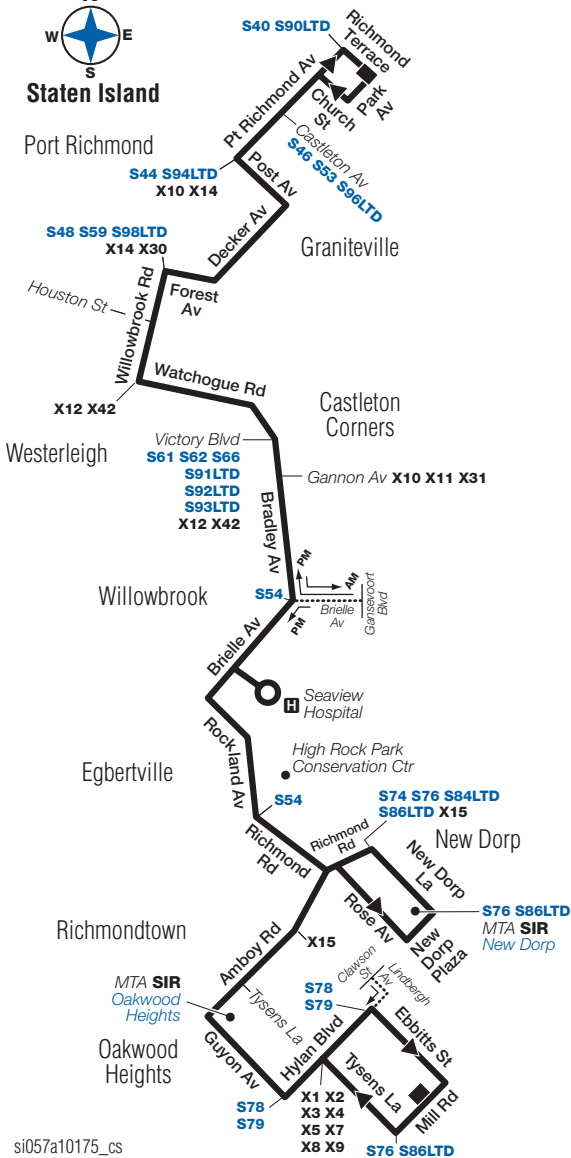 W
E
S
Staten Island
S40 S90LTD
Richmond
Terrace
Park
Av
Church
St
Pt Richmond Av
Castleton Av
S46 S53 S96LTD
Port Richmond
S44 S94LTD
X10 X14
Post Av
Decker Av
Graniteville
S48 S59 S98LTD
X14 X30
Forest
Av
Houston St
Willowbrook Rd
Watchogue Rd
X12 X42
Castleton
Corners
Westerleigh
Victory Blvd
S61 S62 S66
S91LTD
S92LTD
S93LTD
X12 X42
Gannon Av X10 X11 X31
Bradley Av
PM
AM
Willowbrook
S54
Brielle
Av
Gansevoort
Blvd
PM
Brielle Av
H
Seaview
Hospital
Rockland Av
High Rock Park
Conservation Ctr
Egbertville
S54
Richmond
Rd
Richmond
Rd
S74 S76 S84LTD
S86LTD X15
New Dorp
New Dorp
La
Rose Av
New
Dorp
Plaza
S76 S86LTD
MTA SIR
New Dorp
Richmondtown
Amboy Rd
X15
MTA SIR
Oakwood
Heights
Tysens La
Clawson
St
Lindbergh
Av
S78
S79
Oakwood
Heights
Guyon Av
Hylan Blvd
Ebbitts St
Tysens La
Mill Rd
S78
S79
X1 X2
X3 X4
X5 X7
X8 X9
S76 S86LTD
si057a10175_cs